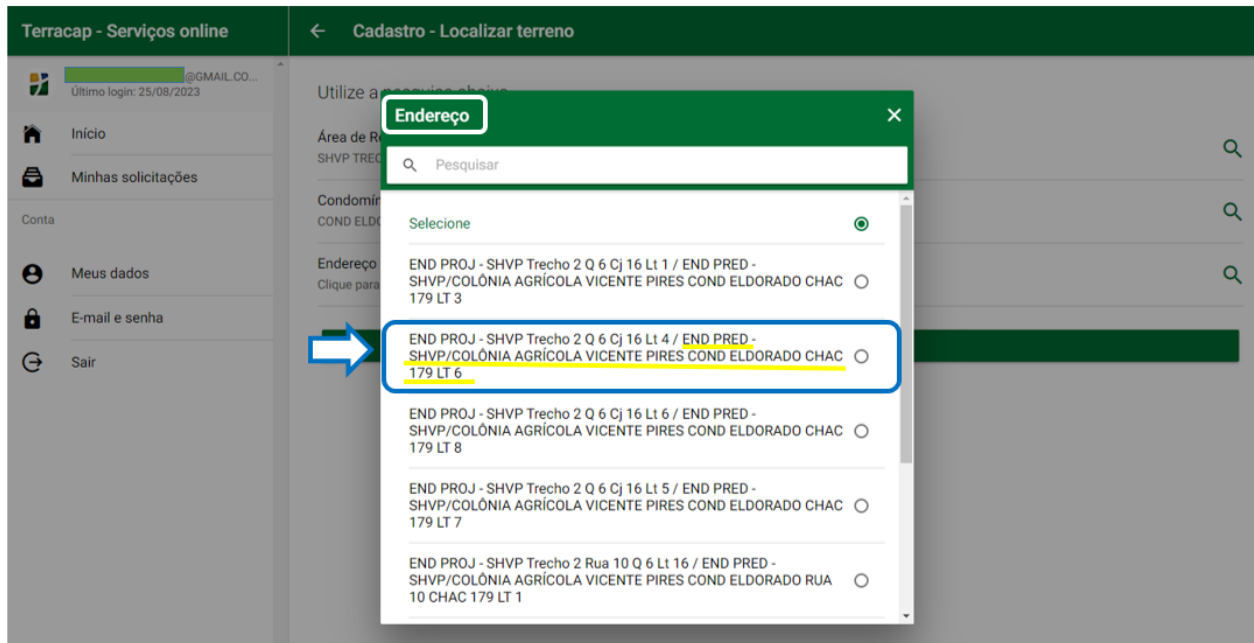 Terracap - Serviços online
Cadastro - Localizar terreno
@GMAIL.CO...
Último login: 25/08/2023
Início
Minhas solicitações
Conta
Meus dados
E-mail e senha
Sair
Utilize a pesquisa abaixo
Área de R
SHVP TREC
Condomín
COND ELDO
Endereço
Clique para
Endereço
Pesquisar
Selecione
END PROJ - SHVP Trecho 2 Q 6 Cj 16 Lt 1 / END PRED -
SHVP/COLÔNIA AGRÍCOLA VICENTE PIRES COND ELDORADO CHAC
179 LT 3
END PROJ - SHVP Trecho 2 Q 6 Cj 16 Lt 4 / END PRED -
SHVP/COLÔNIA AGRÍCOLA VICENTE PIRES COND ELDORADO CHAC
179 LT 6
END PROJ - SHVP Trecho 2 Q 6 Cj 16 Lt 6 / END PRED -
SHVP/COLÔNIA AGRÍCOLA VICENTE PIRES COND ELDORADO CHAC
179 LT 8
END PROJ - SHVP Trecho 2 Q 6 Cj 16 Lt 5 / END PRED -
SHVP/COLÔNIA AGRÍCOLA VICENTE PIRES COND ELDORADO CHAC
179 LT 7
END PROJ - SHVP Trecho 2 Rua 10 Q 6 Lt 16 / END PRED -
SHVP/COLÔNIA AGRÍCOLA VICENTE PIRES COND ELDORADO RUA
10 CHAC 179 LT 1